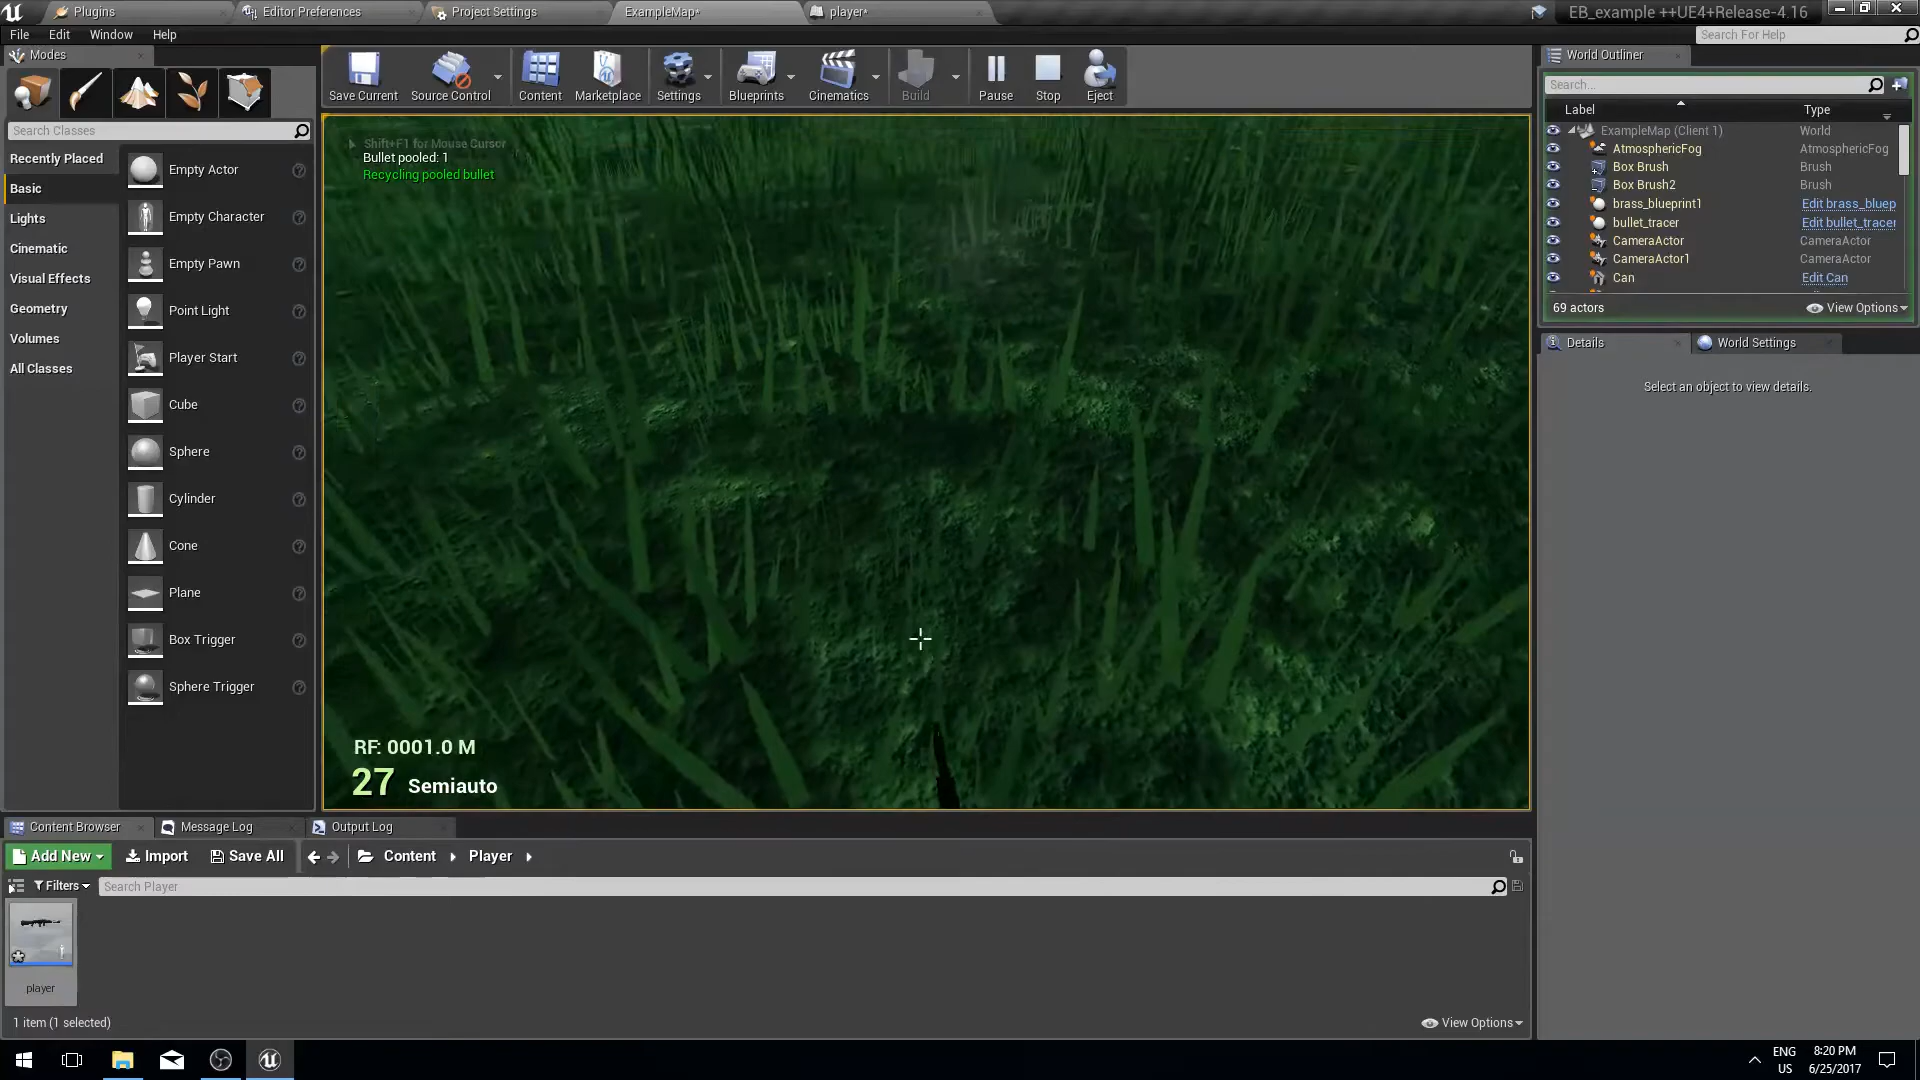 Plugins
Editor Preferences
Project Settings
ExampleMap*
player*
EB_example ++UE4+Release-4.16
File Edit Window Help
Search For Help
Modes
Save Current
Source Control
Content
Marketplace
Settings
Blueprints
Cinematics
Build
Pause
Stop
Eject
Search Classes
Recently Placed
Basic
Lights
Cinematic
Visual Effects
Geometry
Volumes
All Classes
Empty Actor
Empty Character
Empty Pawn
Point Light
Player Start
Cube
Sphere
Cylinder
Cone
Plane
Box Trigger
Sphere Trigger
Shift+F1 for Mouse Cursor
Bullet pooled: 1
Recycling pooled bullet
RF: 0001.0 M
27 Semiauto
World Outliner
Search...
Label Type
ExampleMap (Client 1) World
AtmosphericFog AtmosphericFog
Box Brush Brush
Box Brush2 Brush
brass_blueprint1 Edit brass_bluep
bullet_tracer Edit bullet_tracer
CameraActor CameraActor
CameraActor1 CameraActor
Can Edit Can
69 actors
View Options
Details
World Settings
Select an object to view details.
Content Browser
Message Log
Output Log
Add New
Import
Save All
Content
Player
Filters
Search Player
player
1 item (1 selected)
View Options
ENG
US
8:20 PM
6/25/2017